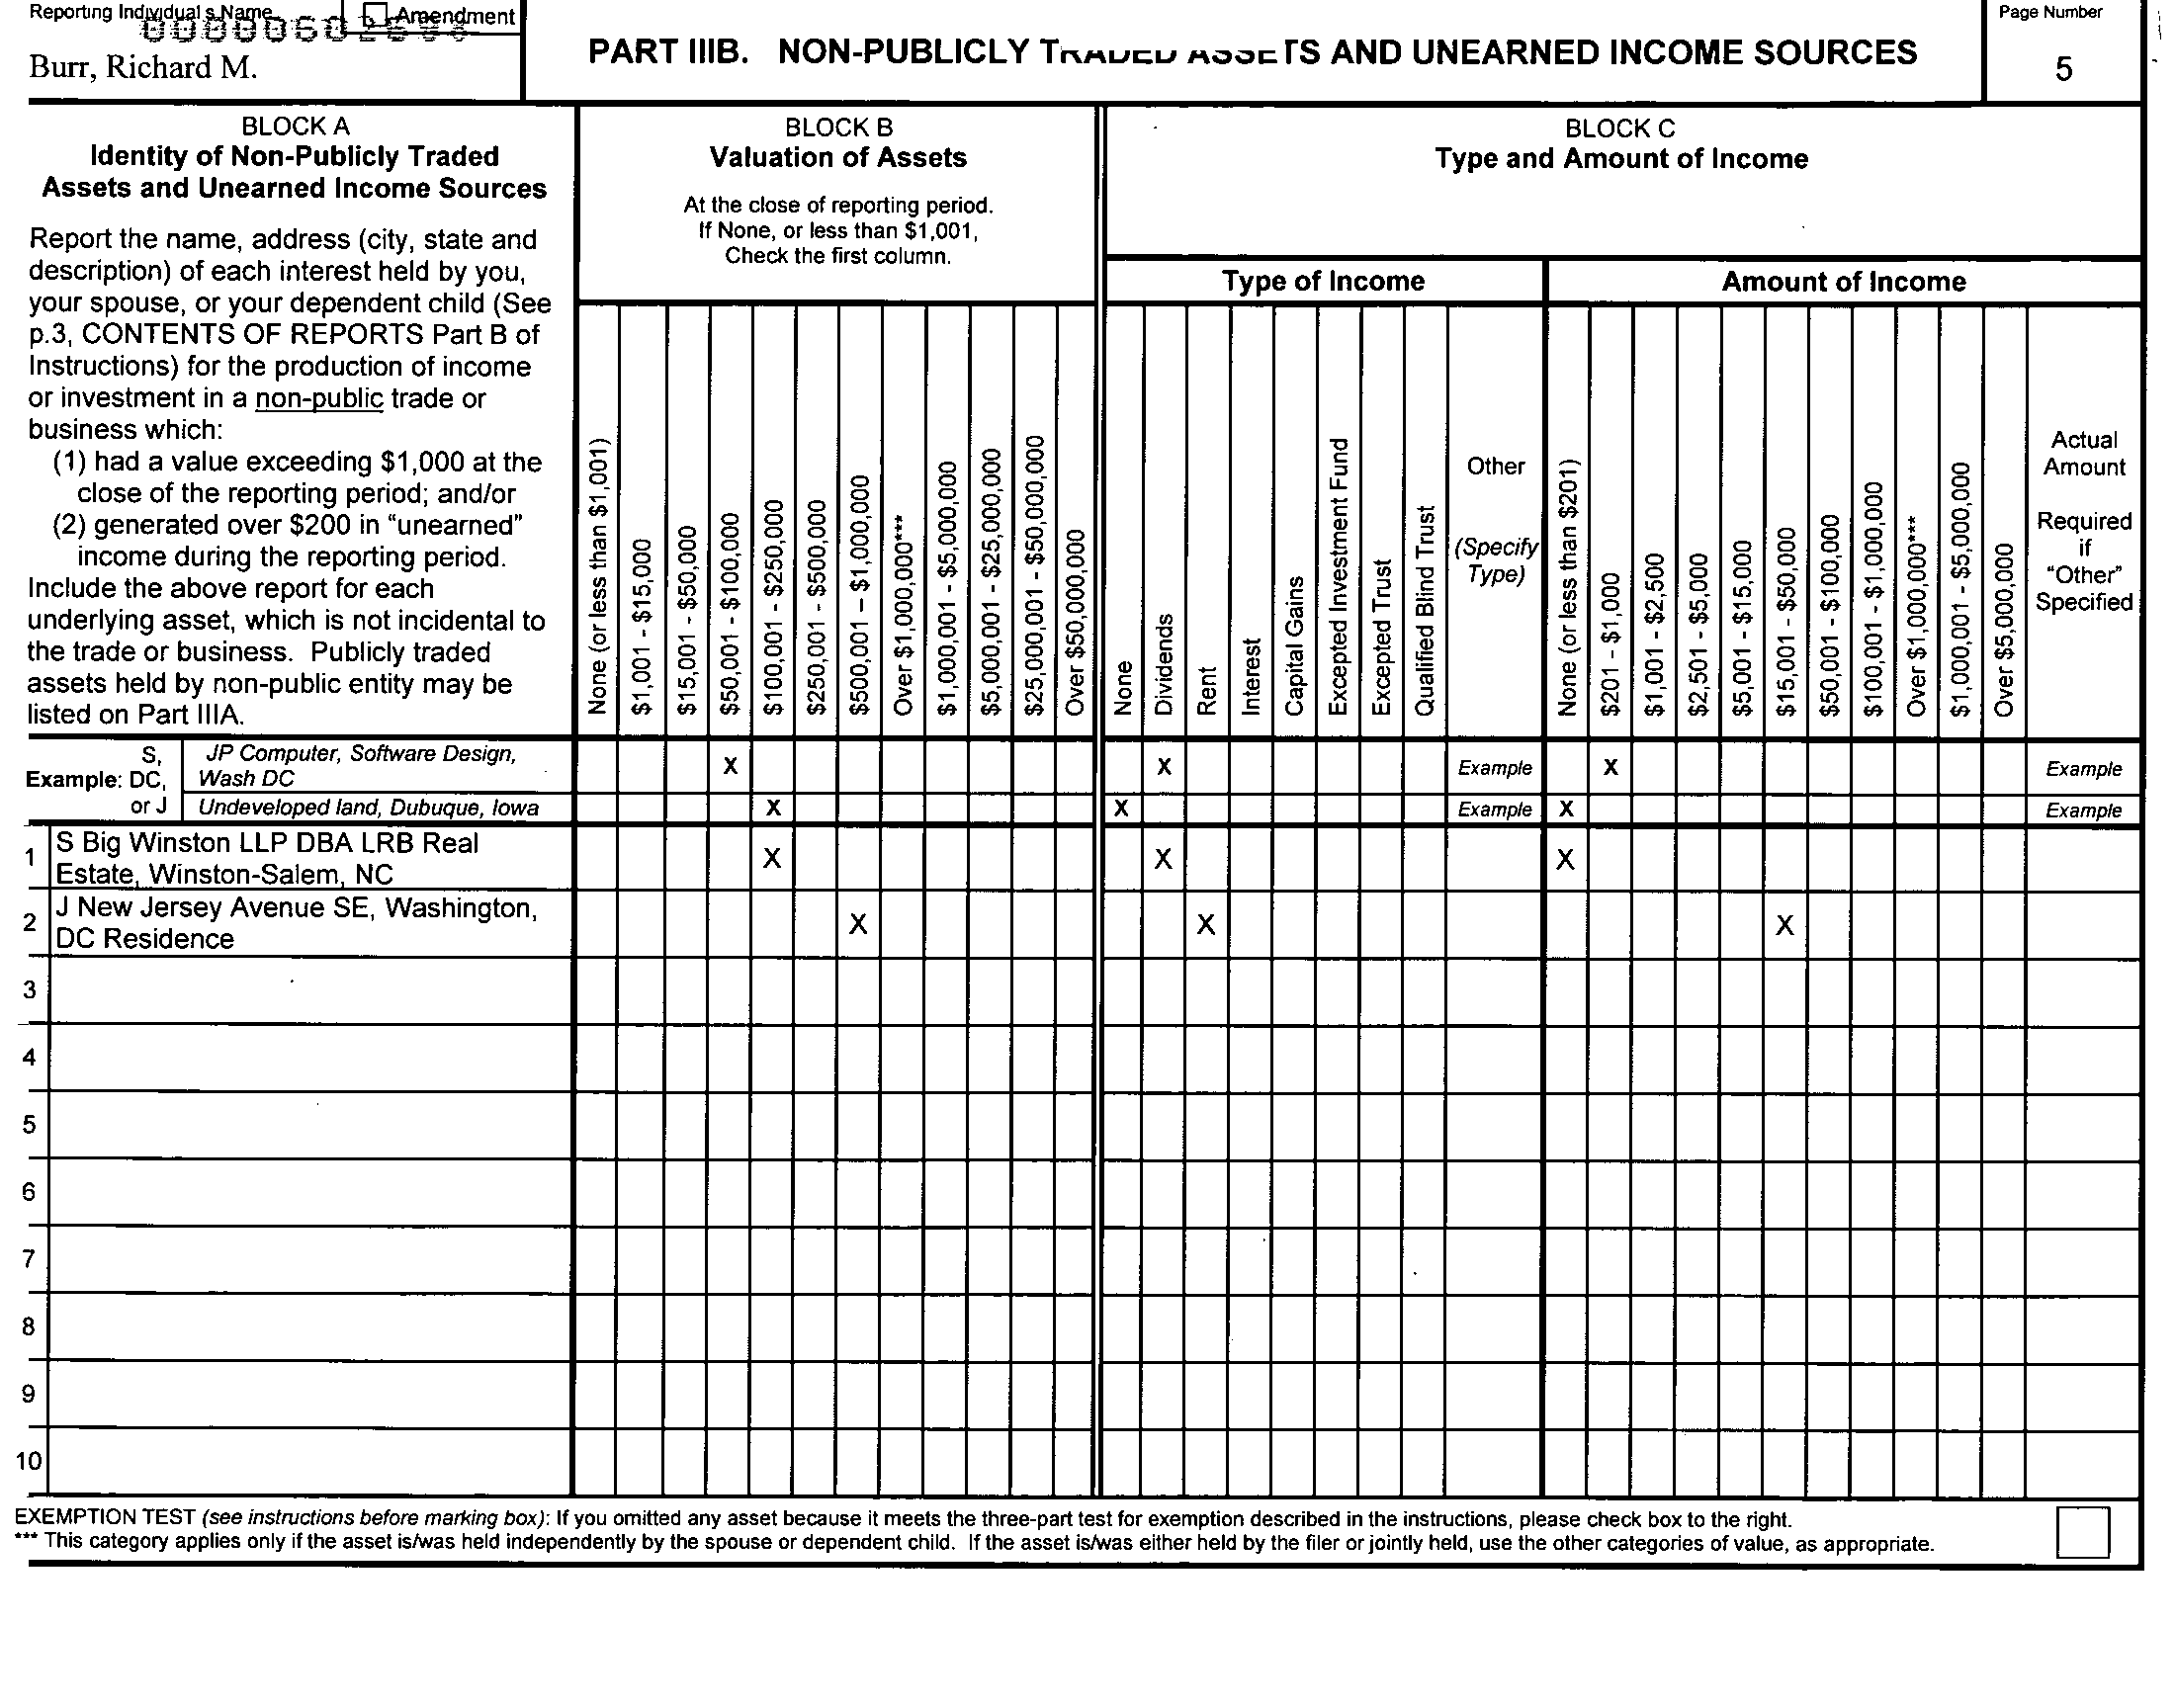 Reporting Individual's Name
Amendment
Burr, Richard M.
PART IIIB. NON-PUBLICLY TRADED ASSETS AND UNEARNED INCOME SOURCES
Page Number
5
BLOCK A
Identity of Non-Publicly Traded
Assets and Unearned Income Sources
Report the name, address (city, state and
description) of each interest held by you,
your spouse, or your dependent child (See
p.3, CONTENTS OF REPORTS Part B of
Instructions) for the production of income
or investment in a non-public trade or
business which:
(1) had a value exceeding $1,000 at the
close of the reporting period; and/or
(2) generated over $200 in “unearned”
income during the reporting period.
Include the above report for each
underlying asset, which is not incidental to
the trade or business. Publicly traded
assets held by non-public entity may be
listed on Part IIIA.
BLOCK B
Valuation of Assets
At the close of reporting period.
If None, or less than $1,001,
Check the first column.
None (or less than $1,001)
$1,001 - $15,000
$15,001 - $50,000
$50,001 - $100,000
$100,001 - $250,000
$250,001 - $500,000
$500,001 – $1,000,000
Over $1,000,000***
$1,000,001 - $5,000,000
$5,000,001 - $25,000,000
$25,000,001 - $50,000,000
Over $50,000,000
BLOCK C
Type and Amount of Income
Type of Income
None
Dividends
Rent
Interest
Capital Gains
Excepted Investment Fund
Excepted Trust
Qualified Blind Trust
Other
(Specify
Type)
Amount of Income
None (or less than $201)
$201 - $1,000
$1,001 - $2,500
$2,501 - $5,000
$5,001 - $15,000
$15,001 - $50,000
$50,001 - $100,000
$100,001 - $1,000,000
Over $1,000,000***
$1,000,001 - $5,000,000
Over $5,000,000
Actual
Amount
Required
if
“Other”
Specified
S,
Example: DC,
or J
JP Computer, Software Design,
Wash DC
X X Example X Example
Undeveloped land, Dubuque, Iowa X X Example X Example
1 S Big Winston LLP DBA LRB Real
Estate, Winston-Salem, NC
X X X
2 J New Jersey Avenue SE, Washington,
DC Residence
X X X
3
4
5
6
7
8
9
10
EXEMPTION TEST (see instructions before marking box): If you omitted any asset because it meets the three-part test for exemption described in the instructions, please check box to the right.
*** This category applies only if the asset is/was held independently by the spouse or dependent child. If the asset is/was either held by the filer or jointly held, use the other categories of value, as appropriate.